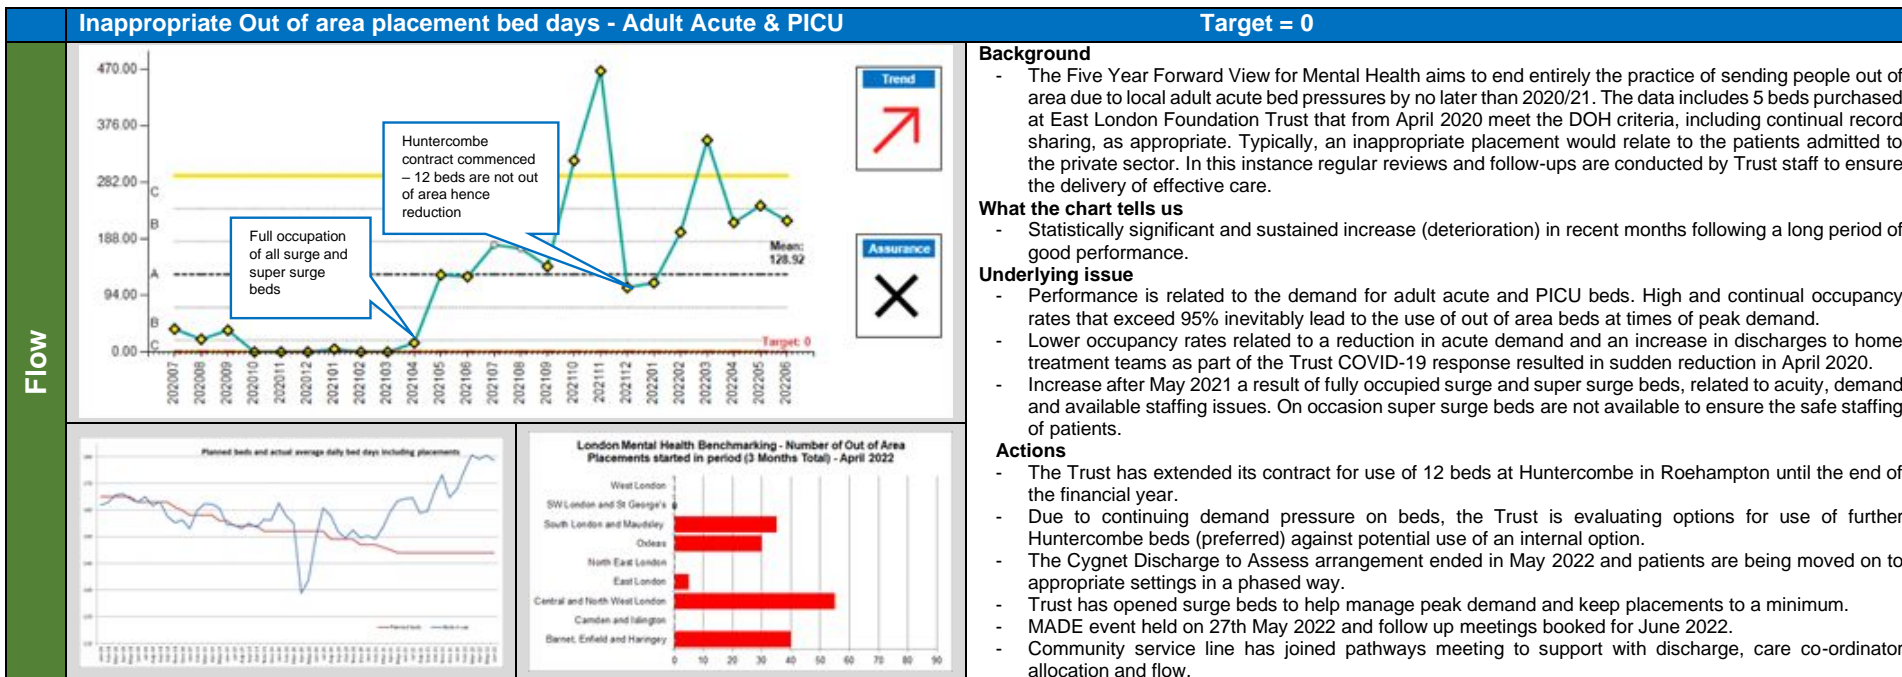 Inappropriate Out of area placement bed days - Adult Acute & PICU Target = 0
Flow
470.00
376.00
282.00
188.00
94.00
0.00
C
B
A
B
C
Huntercombe
contract commenced
– 12 beds are not out
of area hence
reduction
Full occupation
of all surge and
super surge
beds
Mean:
128.92
Target: 0
202007
202008
202009
202010
202011
202012
202101
202102
202103
202104
202105
202106
202107
202108
202109
202110
202111
202112
202201
202202
202203
202204
202205
202206
Trend
Assurance
Planned beds and actual average daily bed days including placements
London Mental Health Benchmarking - Number of Out of Area
Placements started in period (3 Months Total) - April 2022
West London
SW London and St George's
South London and Maudsley
Oxleas
North East London
East London
Central and North West London
Camden and Islington
Barnet, Enfield and Haringey
0 10 20 30 40 50 60 70 80 90
Background
- The Five Year Forward View for Mental Health aims to end entirely the practice of sending people out of
area due to local adult acute bed pressures by no later than 2020/21. The data includes 5 beds purchased
at East London Foundation Trust that from April 2020 meet the DOH criteria, including continual record
sharing, as appropriate. Typically, an inappropriate placement would relate to the patients admitted to
the private sector. In this instance regular reviews and follow-ups are conducted by Trust staff to ensure
the delivery of effective care.
What the chart tells us
- Statistically significant and sustained increase (deterioration) in recent months following a long period of
good performance.
Underlying issue
- Performance is related to the demand for adult acute and PICU beds. High and continual occupancy
rates that exceed 95% inevitably lead to the use of out of area beds at times of peak demand.
- Lower occupancy rates related to a reduction in acute demand and an increase in discharges to home
treatment teams as part of the Trust COVID-19 response resulted in sudden reduction in April 2020.
- Increase after May 2021 a result of fully occupied surge and super surge beds, related to acuity, demand
and available staffing issues. On occasion super surge beds are not available to ensure the safe staffing
of patients.
Actions
- The Trust has extended its contract for use of 12 beds at Huntercombe in Roehampton until the end of
the financial year.
- Due to continuing demand pressure on beds, the Trust is evaluating options for use of further
Huntercombe beds (preferred) against potential use of an internal option.
- The Cygnet Discharge to Assess arrangement ended in May 2022 and patients are being moved on to
appropriate settings in a phased way.
- Trust has opened surge beds to help manage peak demand and keep placements to a minimum.
- MADE event held on 27th May 2022 and follow up meetings booked for June 2022.
- Community service line has joined pathways meeting to support with discharge, care co-ordinator
allocation and flow.